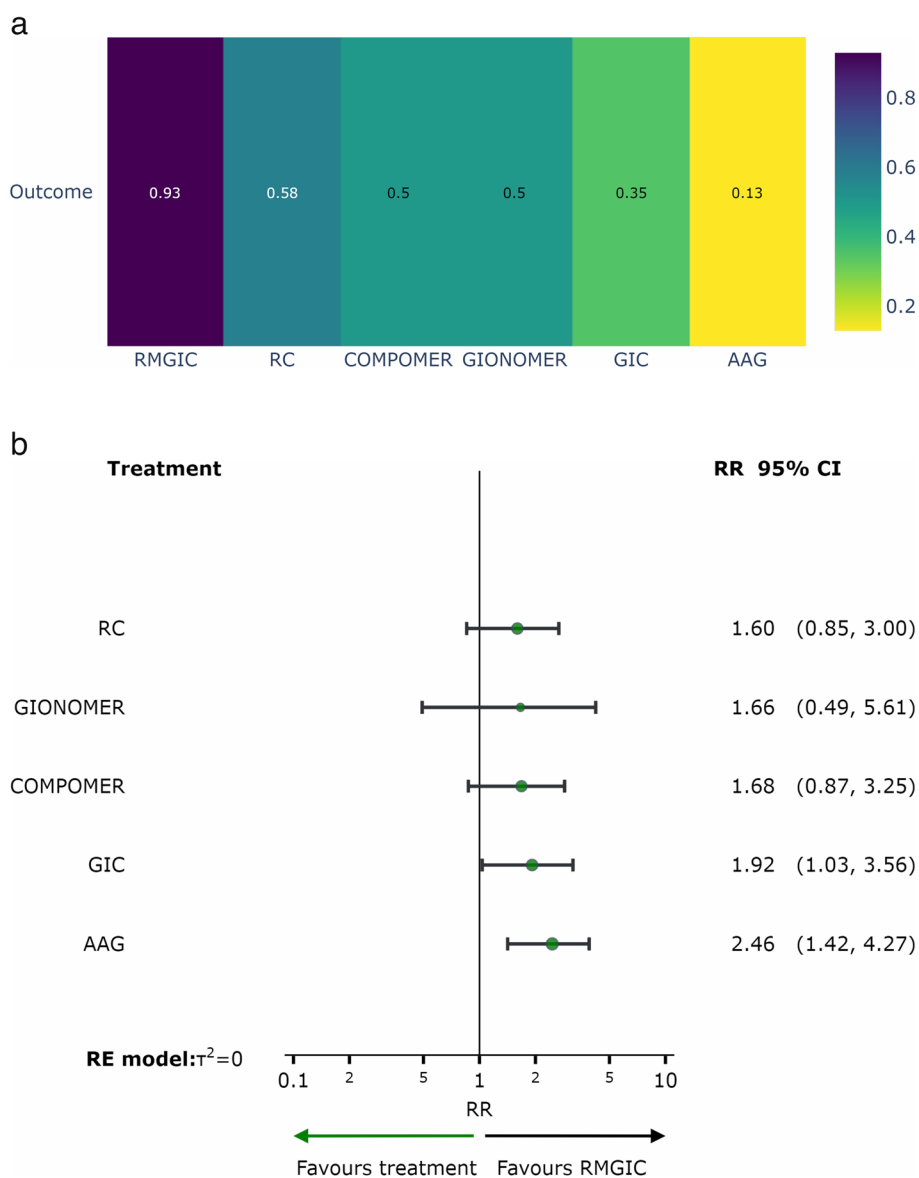 a
0.8
Outcome 0.93 0.58 0.5 0.5 0.35 0.13
0.6
0.4
0.2
RMGIC RC COMPOMER GIONOMER GIC AAG
b
Treatment RR 95% CI
RC 1.60 (0.85, 3.00)
GIONOMER 1.66 (0.49, 5.61)
COMPOMER 1.68 (0.87, 3.25)
GIC 1.92 (1.03, 3.56)
AAG 2.46 (1.42, 4.27)
RE model:τ²=0
0.1 2 5 1 2 5 10
RR
Favours treatment Favours RMGIC